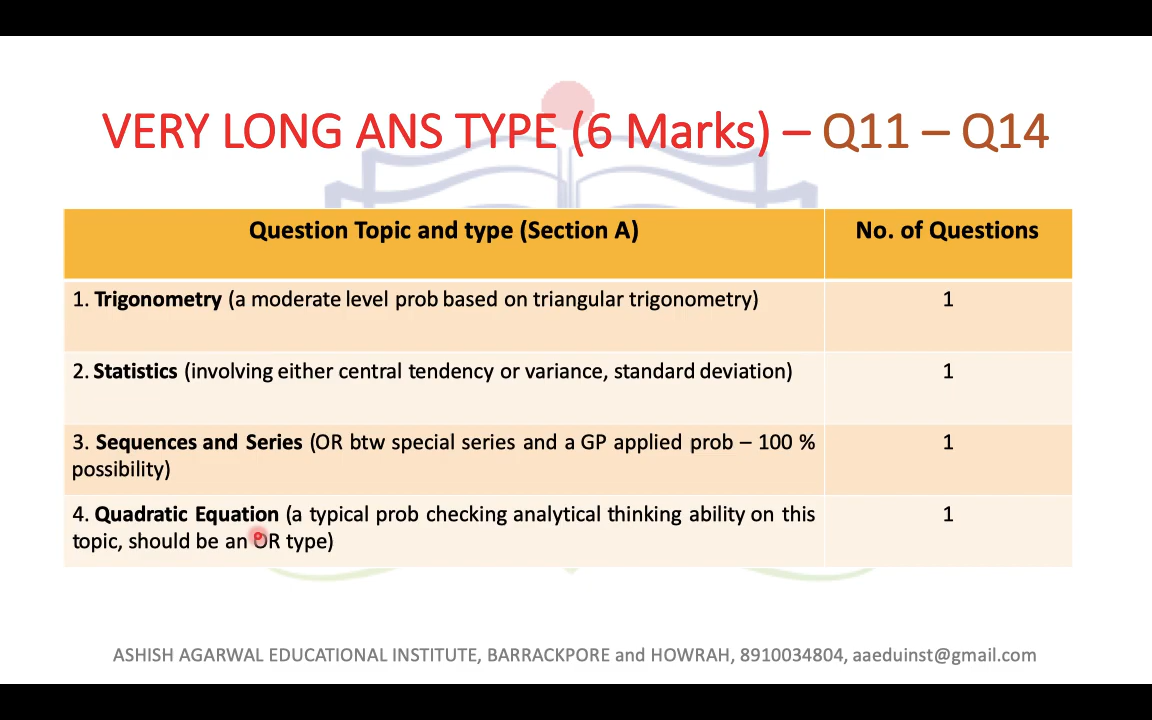 VERY LONG ANS TYPE (6 Marks) – Q11 – Q14
Question Topic and type (Section A)
No. of Questions
1. Trigonometry (a moderate level prob based on triangular trigonometry)
1
2. Statistics (involving either central tendency or variance, standard deviation)
1
3. Sequences and Series (OR btw special series and a GP applied prob – 100 %
possibility)
1
4. Quadratic Equation (a typical prob checking analytical thinking ability on this
topic, should be an OR type)
1
ASHISH AGARWAL EDUCATIONAL INSTITUTE, BARRACKPORE and HOWRAH, 8910034804, aaeduinst@gmail.com